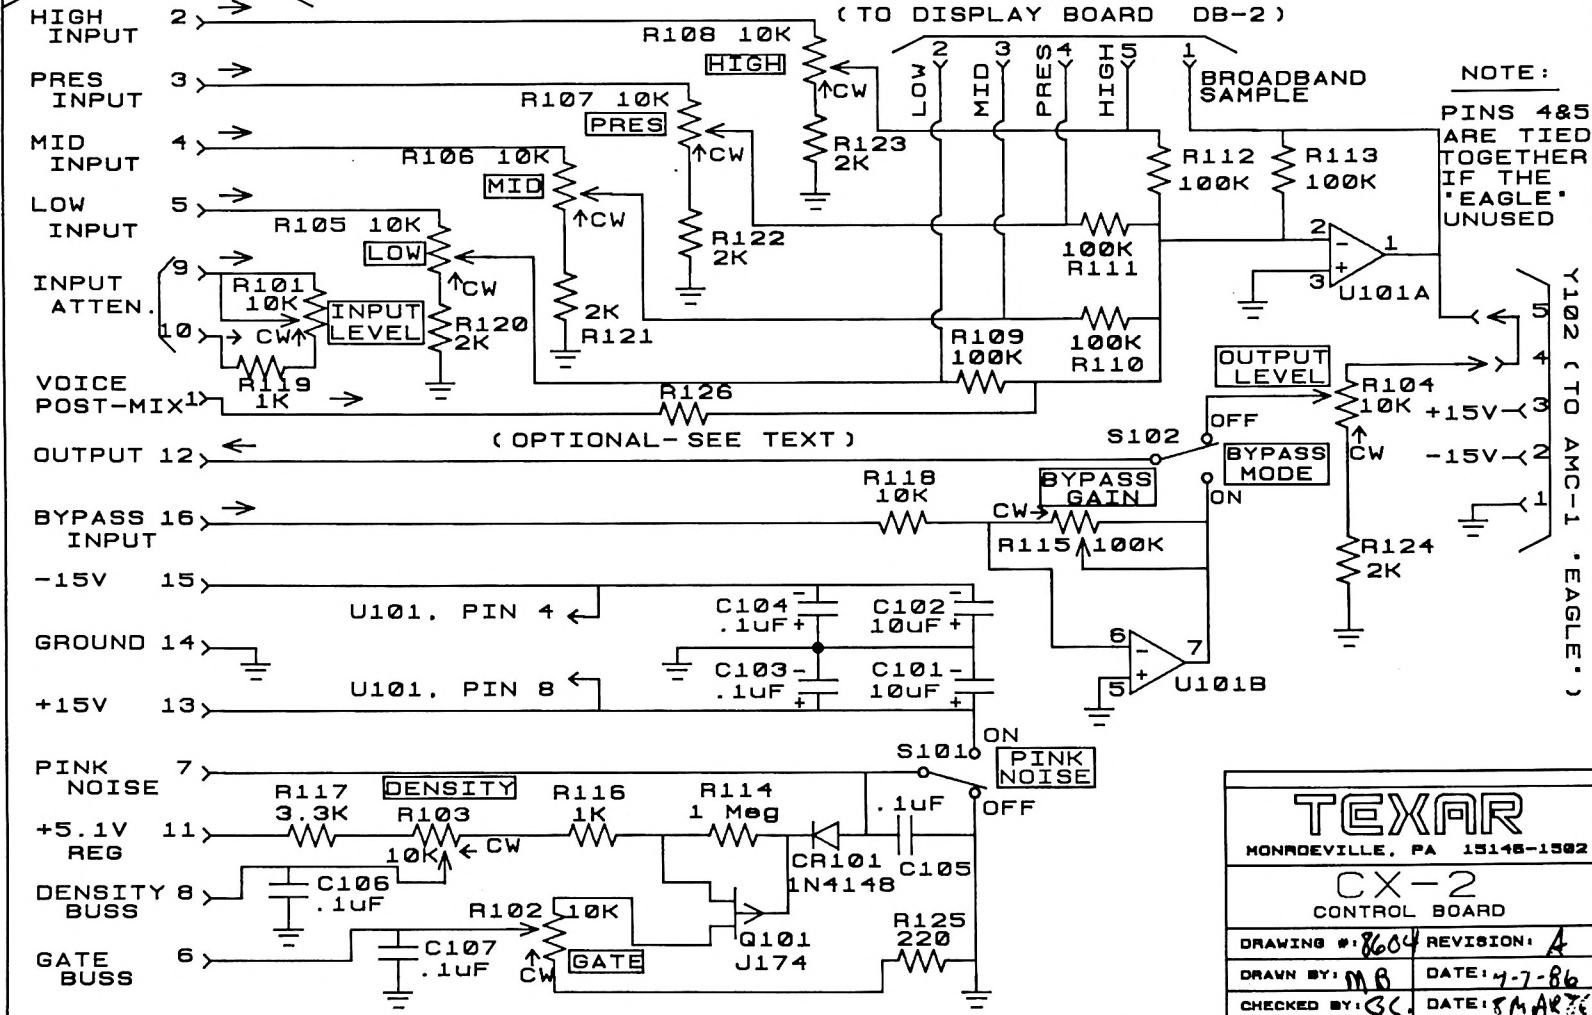 HIGH INPUT 2
PRES INPUT 3
MID INPUT 4
LOW INPUT 5
INPUT ATTEN. 9 10
VOICE POST-MIX 1
OUTPUT 12
BYPASS INPUT 16
-15V 15
GROUND 14
+15V 13
PINK NOISE 7
+5.1V REG 11
DENSITY BUSS 8
GATE BUSS 6
(TO DISPLAY BOARD DB-2)
2 3 4 5 1
LOW MID PRES HIGH
BROADBAND SAMPLE
R108 10K
HIGH
CW
R123 2K
R107 10K
PRES
CW
R122 2K
R106 10K
MID
CW
2K R121
R105 10K
LOW
CW
R120 2K
R101 10K
INPUT LEVEL
CW
R119 1K
R112 100K
R113 100K
100K R111
100K R110
R109 100K
R126
(OPTIONAL-SEE TEXT)
2 - 1
3 +
U101A
NOTE:
PINS 4&5
ARE TIED
TOGETHER
IF THE
"EAGLE"
UNUSED
Y102 (TO AMC-1 "EAGLE")
5
4
+15V 3
-15V 2
1
OUTPUT LEVEL
R104 10K
CW
R124 2K
S102
OFF
BYPASS MODE
ON
R118 10K
BYPASS GAIN
CW
R115 100K
6 - 7
5 +
U101B
U101, PIN 4
U101, PIN 8
C104 .1uF - +
C102 10uF - +
C103 .1uF - +
C101 10uF - +
S101
ON
PINK NOISE
OFF
R117 3.3K
DENSITY
R103 10K
CW
R116 1K
R114 1 Meg
CR101 1N4148
.1uF C105
C106 .1uF
C107 .1uF
R102 10K
CW
GATE
Q101 J174
R125 220
TEXAR
MONROEVILLE, PA 15146-1502
CX-2
CONTROL BOARD
DRAWING #: 8604 REVISION: A
DRAWN BY: MB DATE: 4-7-86
CHECKED BY: DATE: